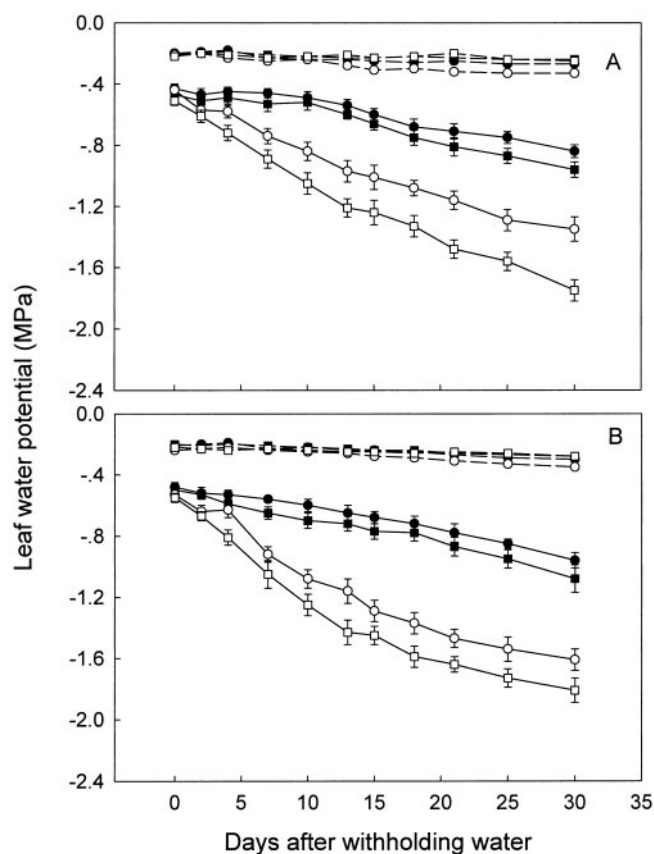 0.0
-.4
-.8
-1.2
-1.6
-2.0
-2.4
A
0.0
-.4
-.8
-1.2
-1.6
-2.0
-2.4
B
Leaf water potential (MPa)
0 5 10 15 20 25 30 35
Days after withholding water